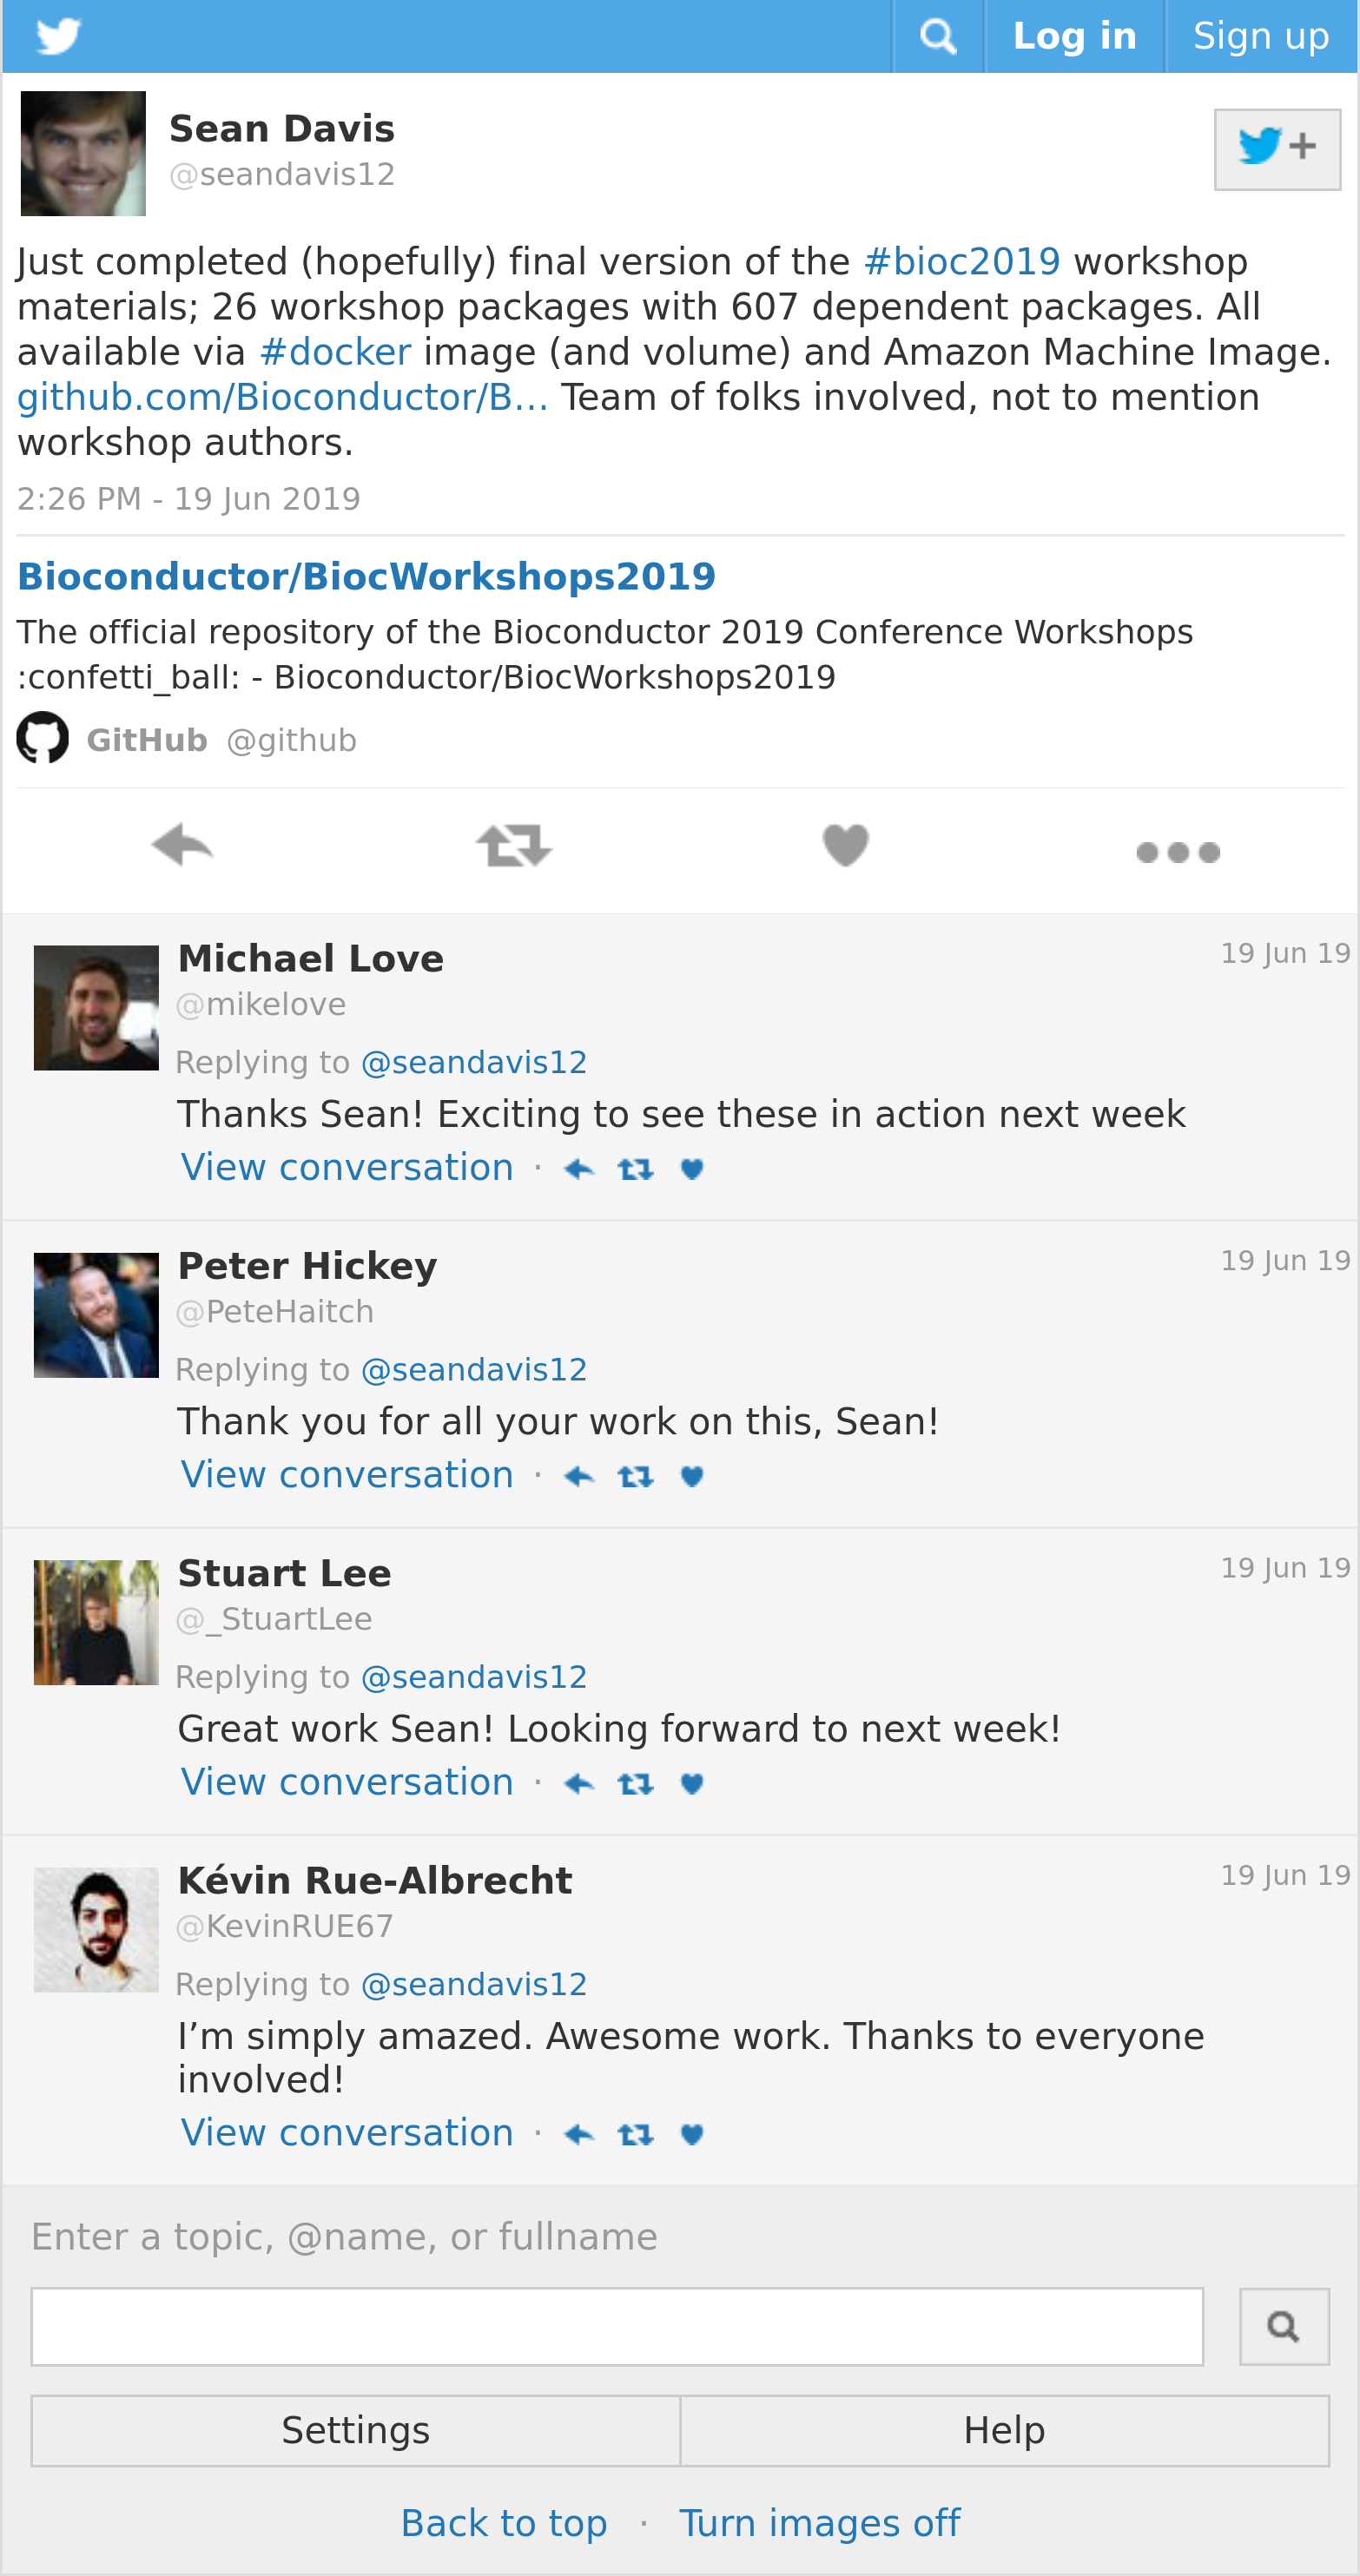 Log in
Sign up
Sean Davis
@seandavis12
+
Just completed (hopefully) final version of the #bioc2019 workshop
materials; 26 workshop packages with 607 dependent packages. All
available via #docker image (and volume) and Amazon Machine Image.
github.com/Bioconductor/B… Team of folks involved, not to mention
workshop authors.
2:26 PM - 19 Jun 2019
Bioconductor/BiocWorkshops2019
The official repository of the Bioconductor 2019 Conference Workshops
:confetti_ball: - Bioconductor/BiocWorkshops2019
GitHub @github
Michael Love 19 Jun 19
@mikelove
Replying to @seandavis12
Thanks Sean! Exciting to see these in action next week
View conversation ·
Peter Hickey 19 Jun 19
@PeteHaitch
Replying to @seandavis12
Thank you for all your work on this, Sean!
View conversation ·
Stuart Lee 19 Jun 19
@_StuartLee
Replying to @seandavis12
Great work Sean! Looking forward to next week!
View conversation ·
Kévin Rue-Albrecht 19 Jun 19
@KevinRUE67
Replying to @seandavis12
I’m simply amazed. Awesome work. Thanks to everyone
involved!
View conversation ·
Enter a topic, @name, or fullname
Settings
Help
Back to top · Turn images off